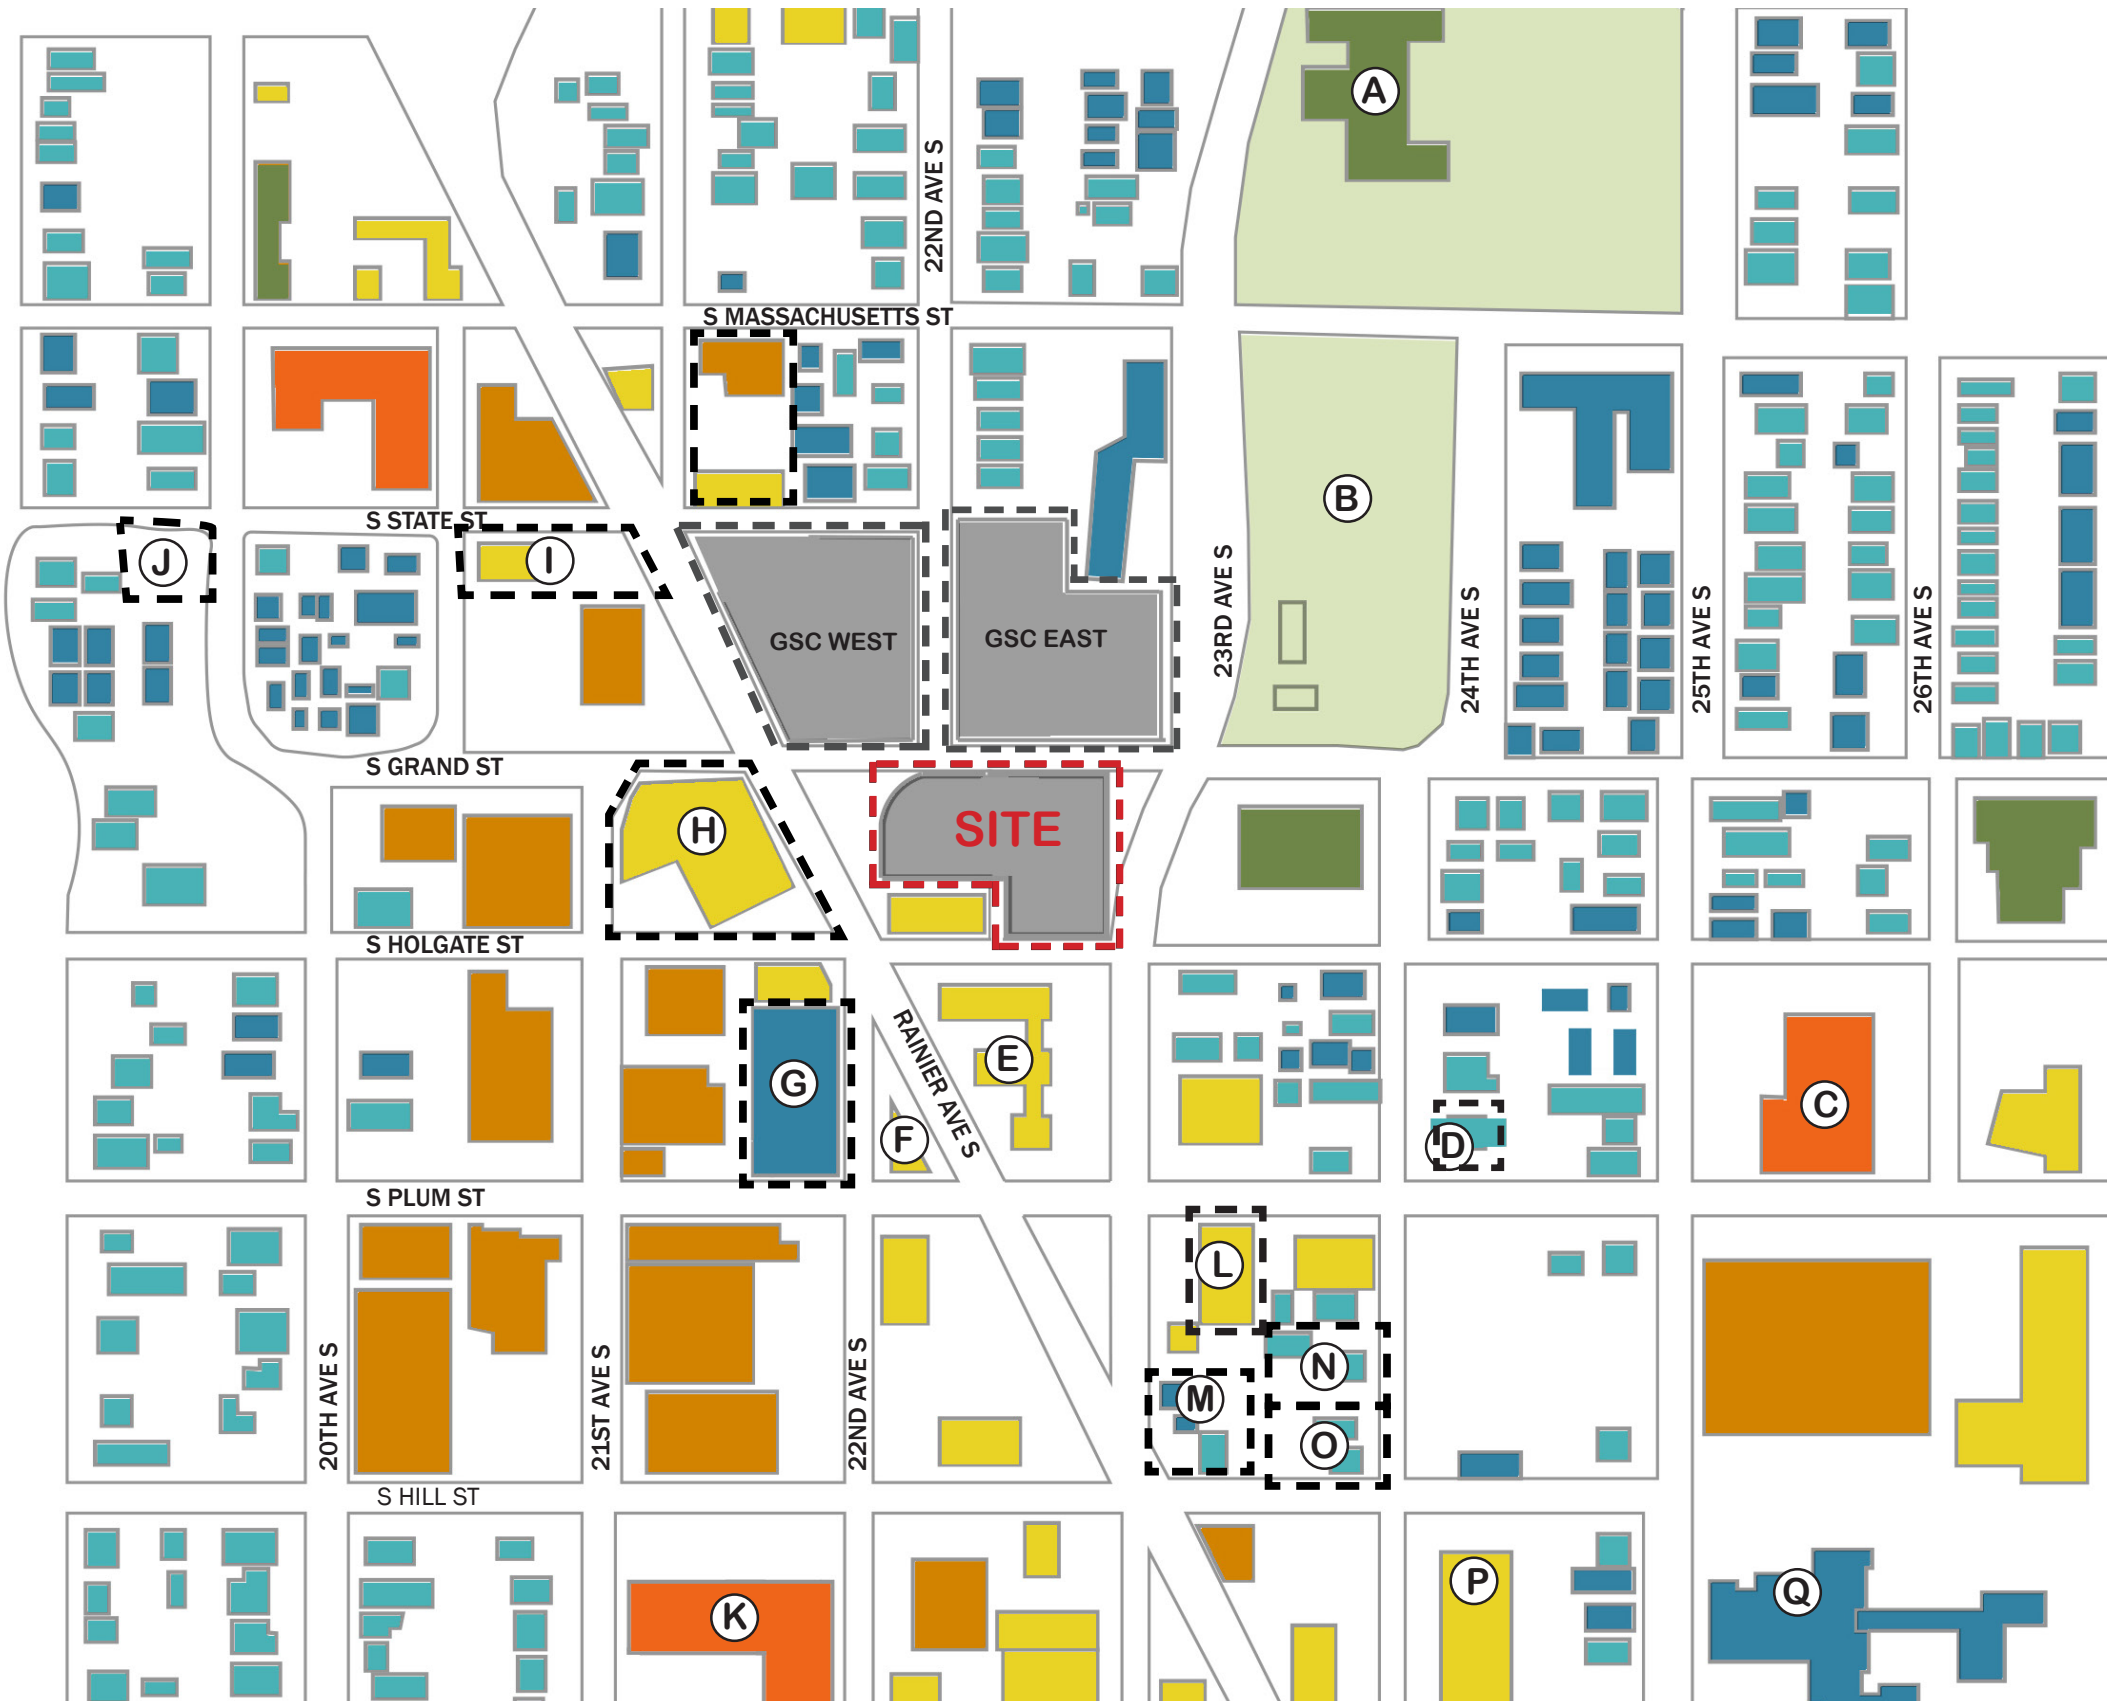 A
22ND AVE S
S MASSACHUSETTS ST
B
S STATE ST
J
I
GSC WEST
GSC EAST
23RD AVE S
24TH AVE S
25TH AVE S
26TH AVE S
S GRAND ST
H
SITE
S HOLGATE ST
G
RAINIER AVE S
E
F
D
C
S PLUM ST
L
N
M
O
20TH AVE S
21ST AVE S
22ND AVE S
S HILL ST
K
P
Q